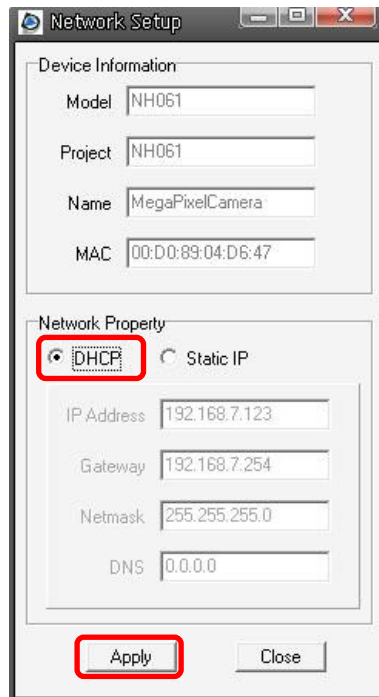 Network Setup
Device Information
Model NH061
Project NH061
Name MegaPixelCamera
MAC 00:D0:89:04:D6:47
Network Property
DHCP Static IP
IP Address 192.168.7.123
Gateway 192.168.7.254
Netmask 255.255.255.0
DNS 0.0.0.0
Apply Close